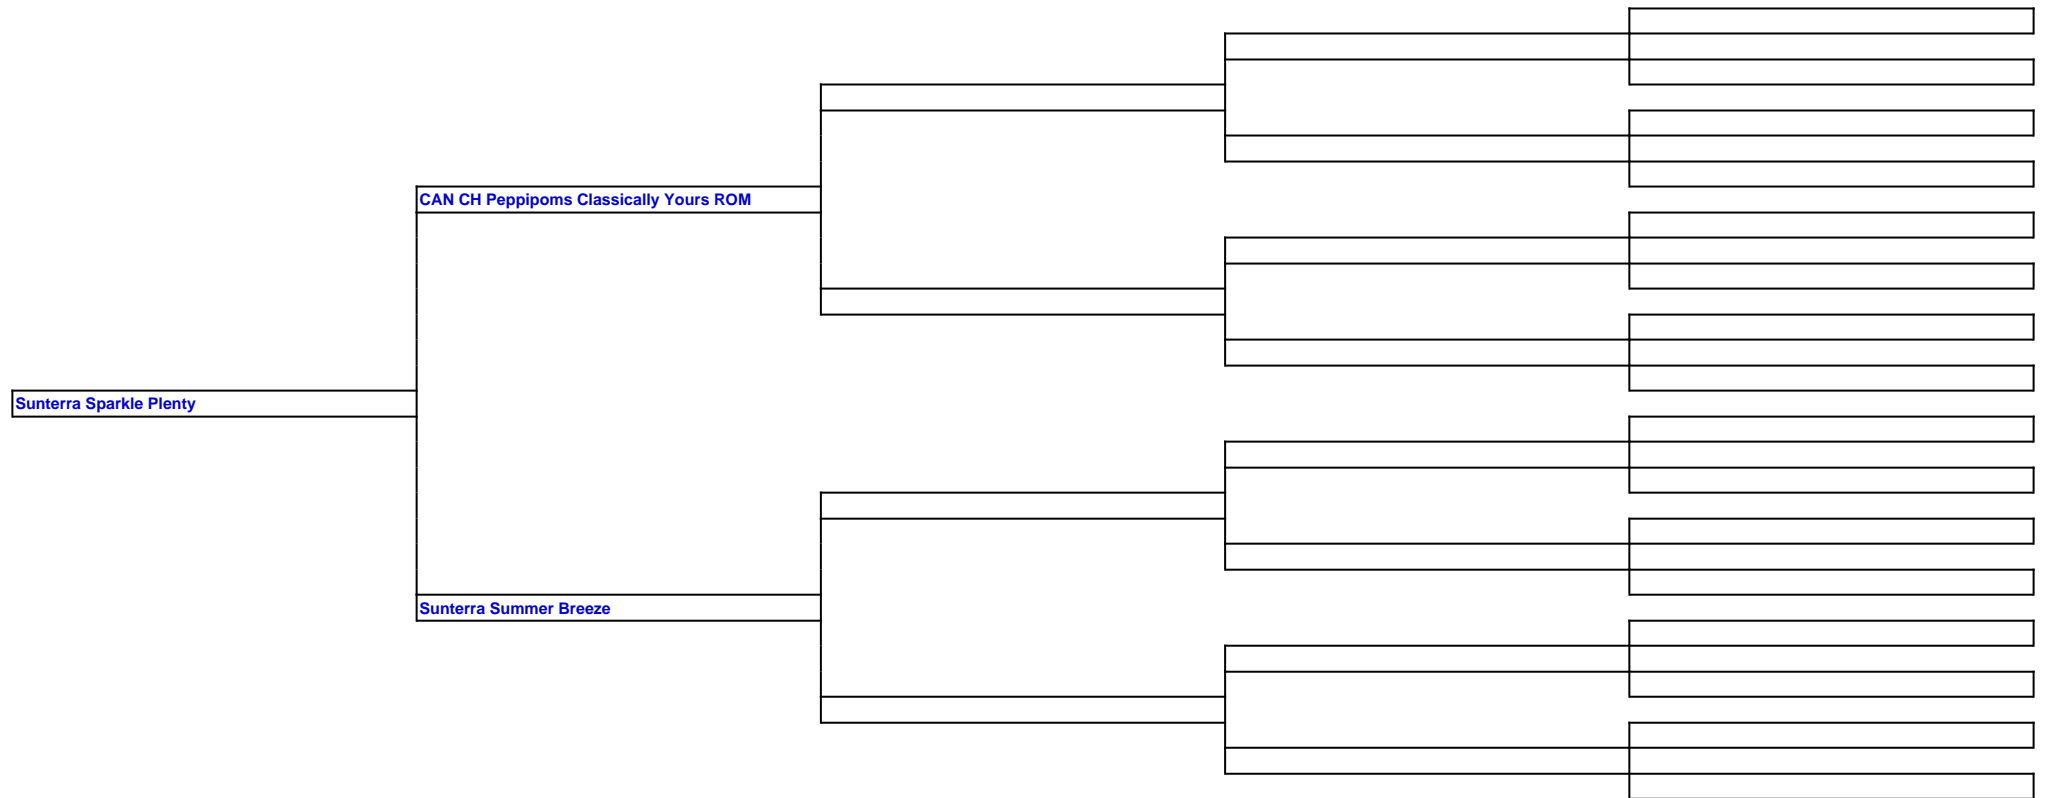 CAN CH Peppipoms Classically Yours ROM
Sunterra Sparkle Plenty
Sunterra Summer Breeze